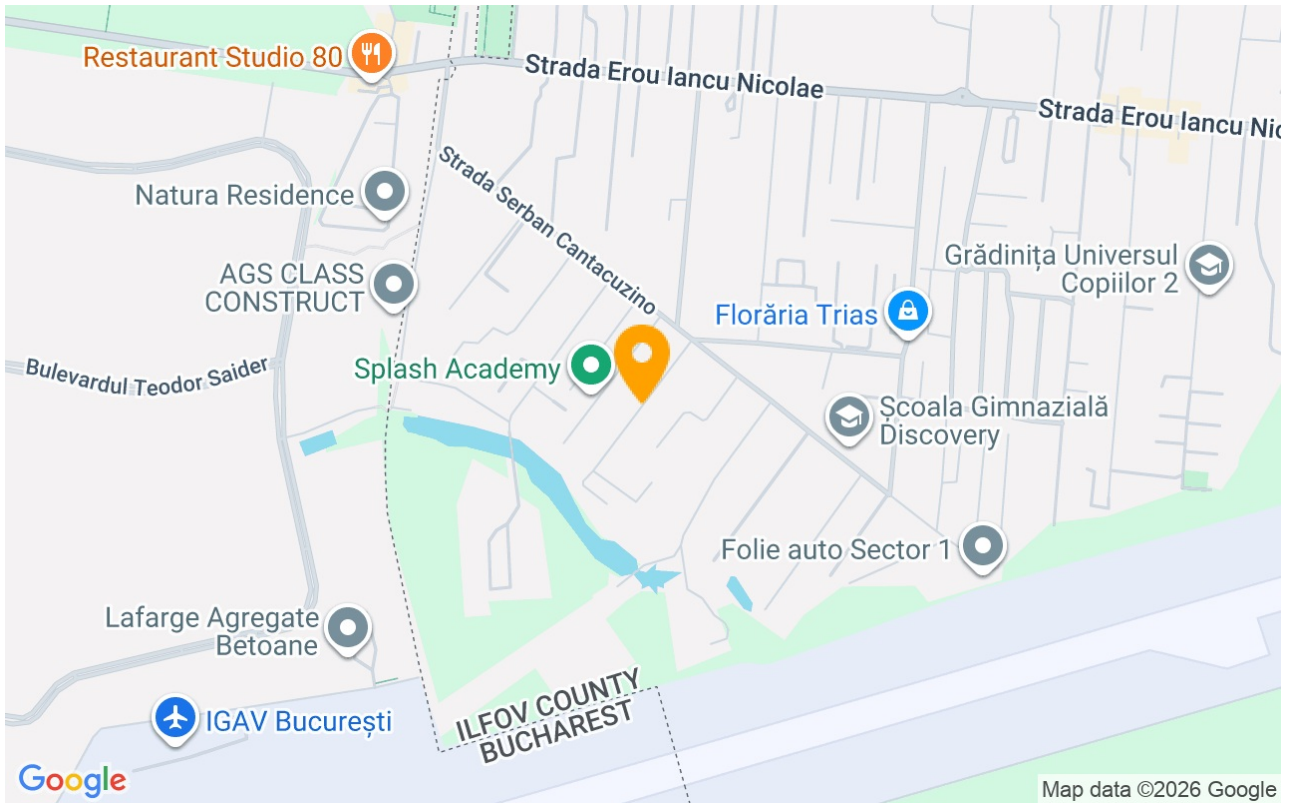 Restaurant Studio 80
Strada Erou Iancu Nicolae
Strada Erou Iancu Nic
Strada Serban Cantacuzino
Natura Residence
AGS CLASS
CONSTRUCT
Grădinița Universul
Copiilor 2
Florăria Trias
Bulevardul Teodor Saider
Splash Academy
Școala Gimnazială
Discovery
Folie auto Sector 1
Lafarge Agregate
Betoane
IGAV București
ILFOV COUNTY
BUCHAREST
Google
Map data ©2026 Google